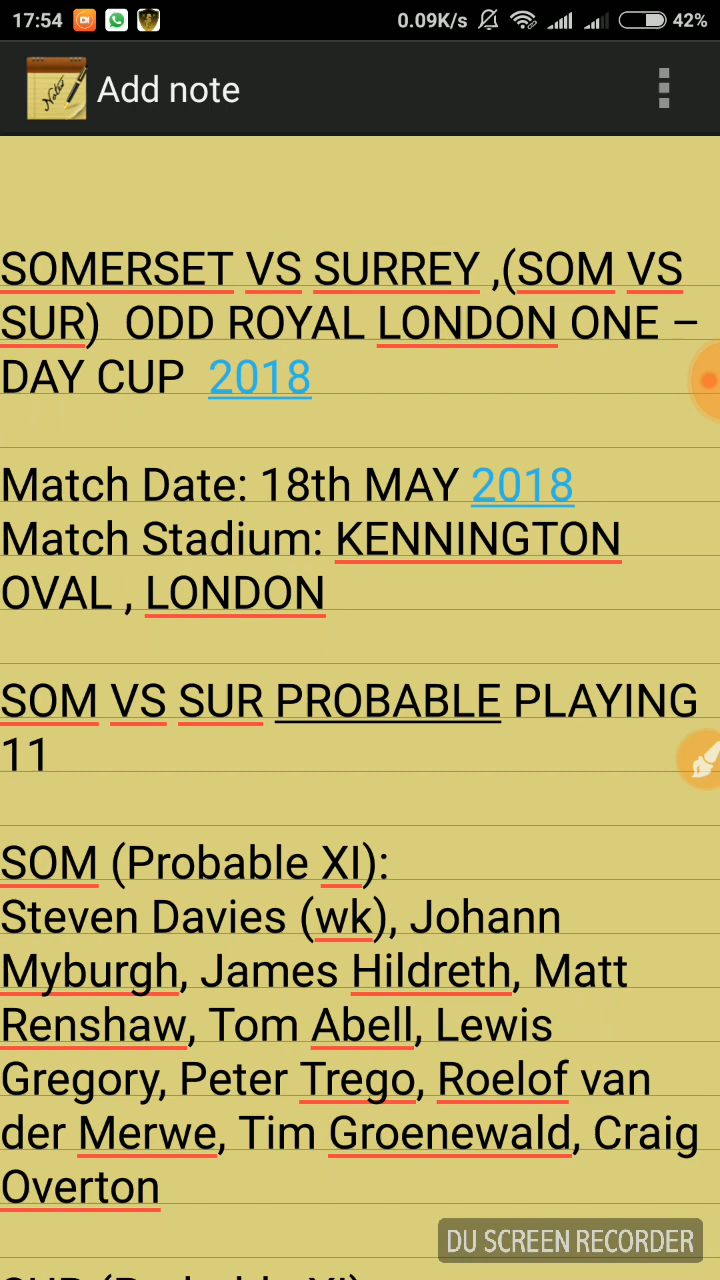 17:54 0.09K/s 42%
Notes Add note
SOMERSET VS SURREY ,(SOM VS
SUR) ODD ROYAL LONDON ONE –
DAY CUP 2018
Match Date: 18th MAY 2018
Match Stadium: KENNINGTON
OVAL , LONDON
SOM VS SUR PROBABLE PLAYING
11
SOM (Probable XI):
Steven Davies (wk), Johann
Myburgh, James Hildreth, Matt
Renshaw, Tom Abell, Lewis
Gregory, Peter Trego, Roelof van
der Merwe, Tim Groenewald, Craig
Overton
DU SCREEN RECORDER